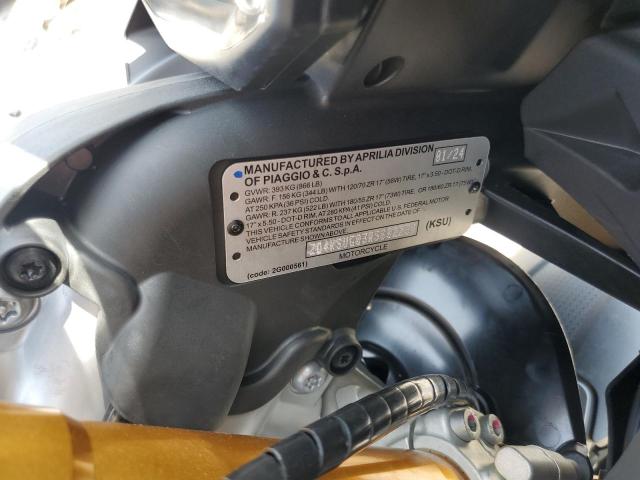 MANUFACTURED BY APRILIA DIVISION 01/24
OF PIAGGIO & C. S.p.A.
GVWR: 393 KG (866 LB)
GAWR: F. 156 KG (344 LB) WITH 120/70 ZR 17" (58W) TIRE, 17" x 3.50 - DOT-D RIM,
AT 250 KPA (36 PSI) COLD.
GAWR: R. 237 KG (522 LB) WITH 180/55 ZR 17" (73W) TIRE, OR
17" x 5.50 - DOT-D RIM, AT 280 KPA (41 PSI) COLD.
THIS VEHICLE CONFORMS TO ALL APPLICABLE U.S. FEDERAL MOTOR
VEHICLE SAFETY STANDARDS IN EFFECT ON THE DATE OF
MANUFACTURE SHOWN ABOVE (KSU)
MOTORCYCLE
(code: 2G000561)